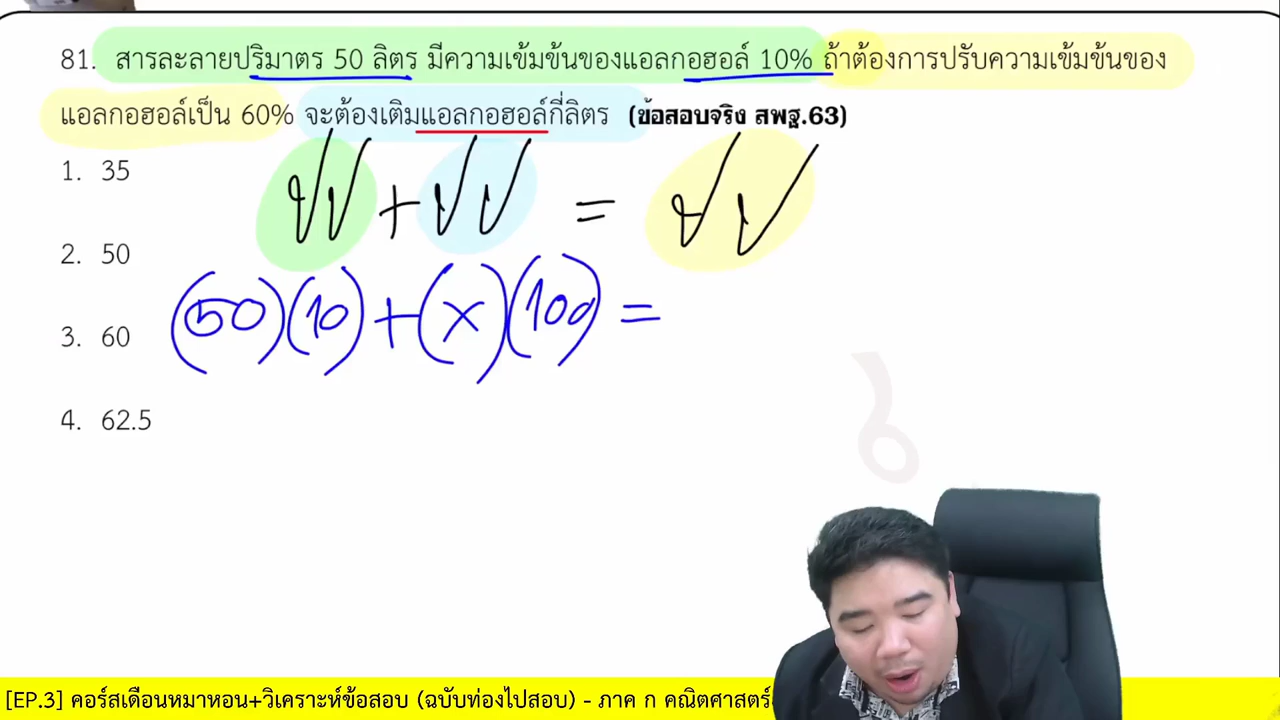 81. สารละลายปริมาตร 50 ลิตร มีความเข้มข้นของแอลกอฮอล์ 10% ถ้าต้องการปรับความเข้มข้นของ
แอลกอฮอล์เป็น 60% จะต้องเติมแอลกอฮอล์กี่ลิตร (ข้อสอบจริง สพฐ.63)
1. 35
ป ป + ป ป = ป ป
2. 50
(50)(10) + (x)(100) =
3. 60
4. 62.5
[EP.3] คอร์สเดือนหมาหอน+วิเคราะห์ข้อสอบ (ฉบับท่องไปสอบ) - ภาค ก คณิตศาสตร์